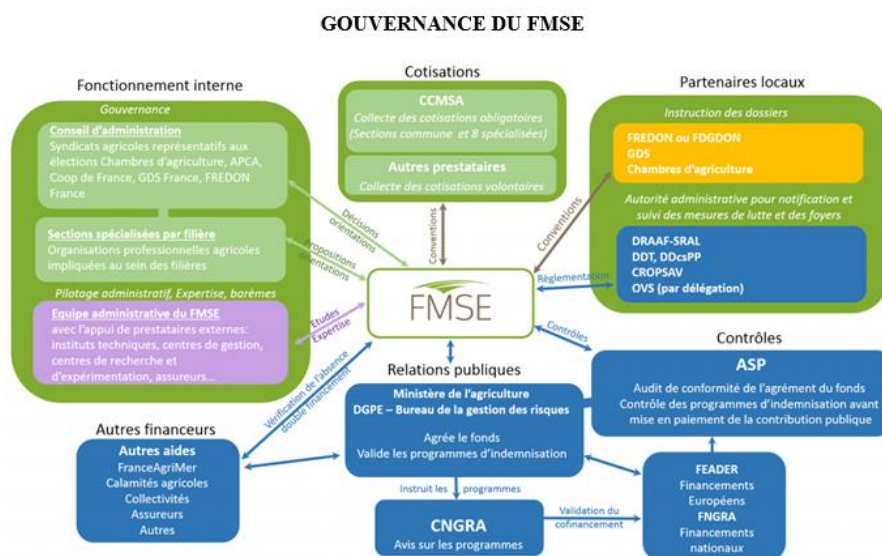 GOUVERNANCE DU FMSE
Fonctionnement interne
Gouvernance
Conseil d'administration
Syndicats agricoles représentatifs aux
élections Chambres d'agriculture, APCA,
Coop de France, GDS France, FREDON
France
Sections spécialisées par filière
Organisations professionnelles agricoles
impliquées au sein des filières
Pilotage administratif, Expertise, barèmes
Equipe administrative du FMSE
avec l'appui de prestataires externes:
instituts techniques, centres de gestion,
centres de recherche et
d'expérimentation, assureurs...
Cotisations
CCMSA
Collecte des cotisations obligatoires
(Sections commune et 8 spécialisées)
Autres prestataires
Collecte des cotisations volontaires
Partenaires locaux
Instruction des dossiers
FREDON ou FDGDON
GDS
Chambres d'agriculture
Autorité administrative pour notification et
suivi des mesures de lutte et des foyers
DRAAF-SRAL
DDT, DDcsPP
CROPSAV
OVS (par délégation)
Décisions
orientations
Propositions
orientations
Conventions
Conventions
Règlementation
FMSE
Etudes
Expertise
Contrôles
Vérification de l'absence
double financement
Relations publiques
Ministère de l'agriculture
DGPE – Bureau de la gestion des risques
Agrée le fonds
Valide les programmes d'indemnisation
Contrôles
ASP
Audit de conformité de l'agrément du fonds
Contrôle des programmes d'indemnisation avant
mise en paiement de la contribution publique
Autres financeurs
Autres aides
FranceAgriMer
Calamités agricoles
Collectivités
Assureurs
Autres
Instruit les programmes
CNGRA
Avis sur les programmes
Validation du
cofinancement
FEADER
Financements
Européens
FNGRA
Financements
nationaux